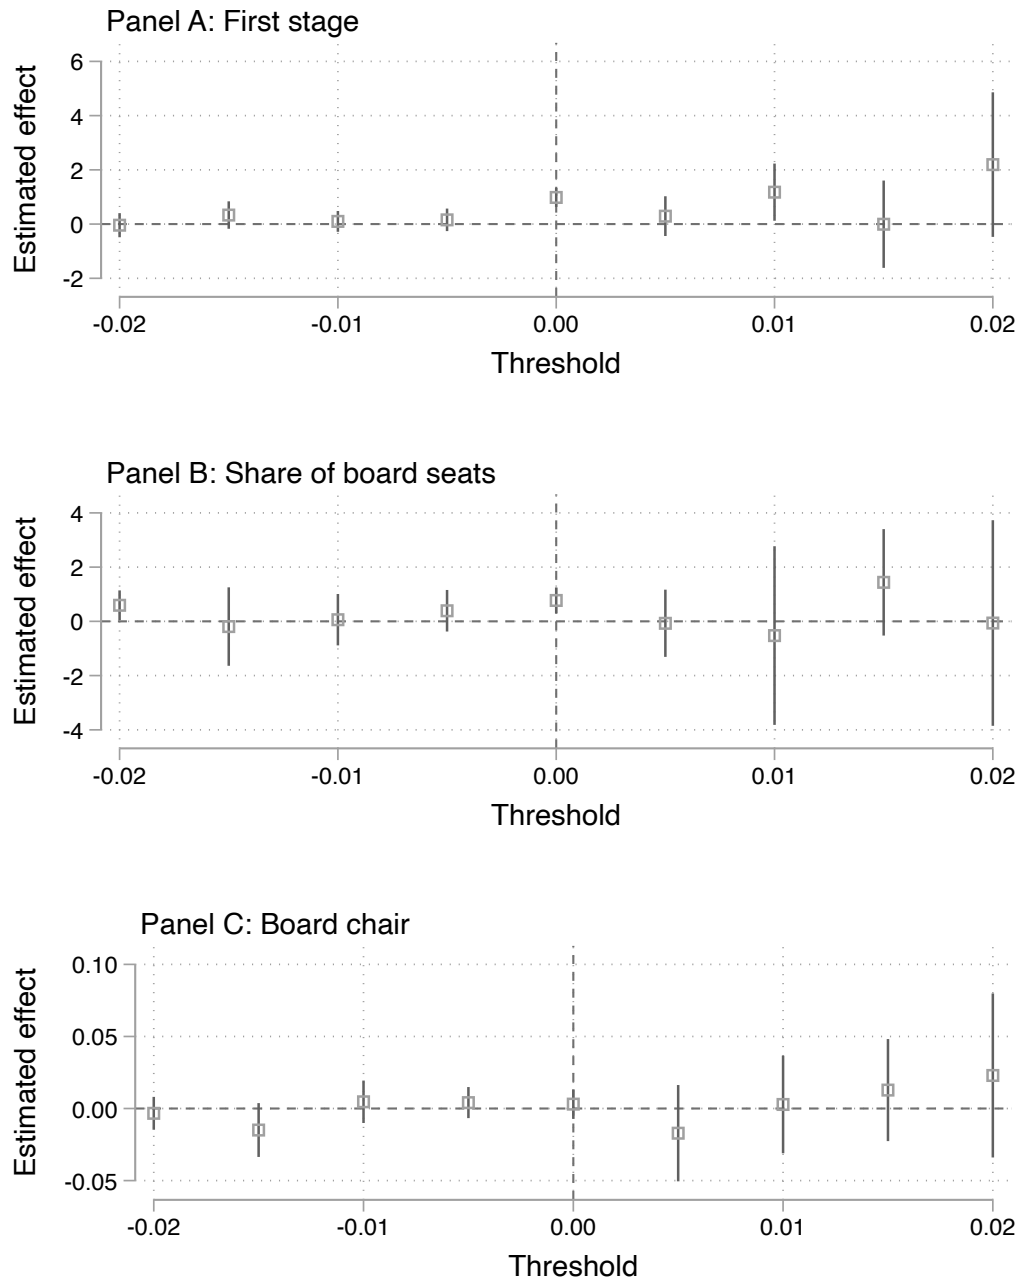 Panel A: First stage
Estimated effect
6
4
2
0
-2
-0.02 -0.01 0.00 0.01 0.02
Threshold
Panel B: Share of board seats
Estimated effect
4
2
0
-2
-4
-0.02 -0.01 0.00 0.01 0.02
Threshold
Panel C: Board chair
Estimated effect
0.10
0.05
0.00
-0.05
-0.02 -0.01 0.00 0.01 0.02
Threshold